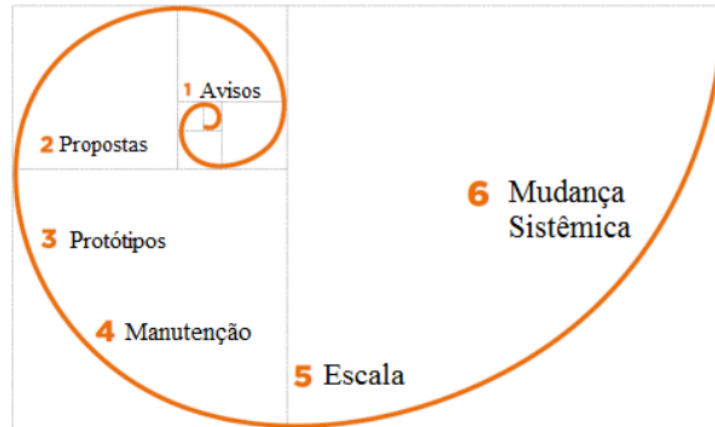 1 Avisos
2 Propostas
3 Protótipos
4 Manutenção
5 Escala
6 Mudança
Sistêmica